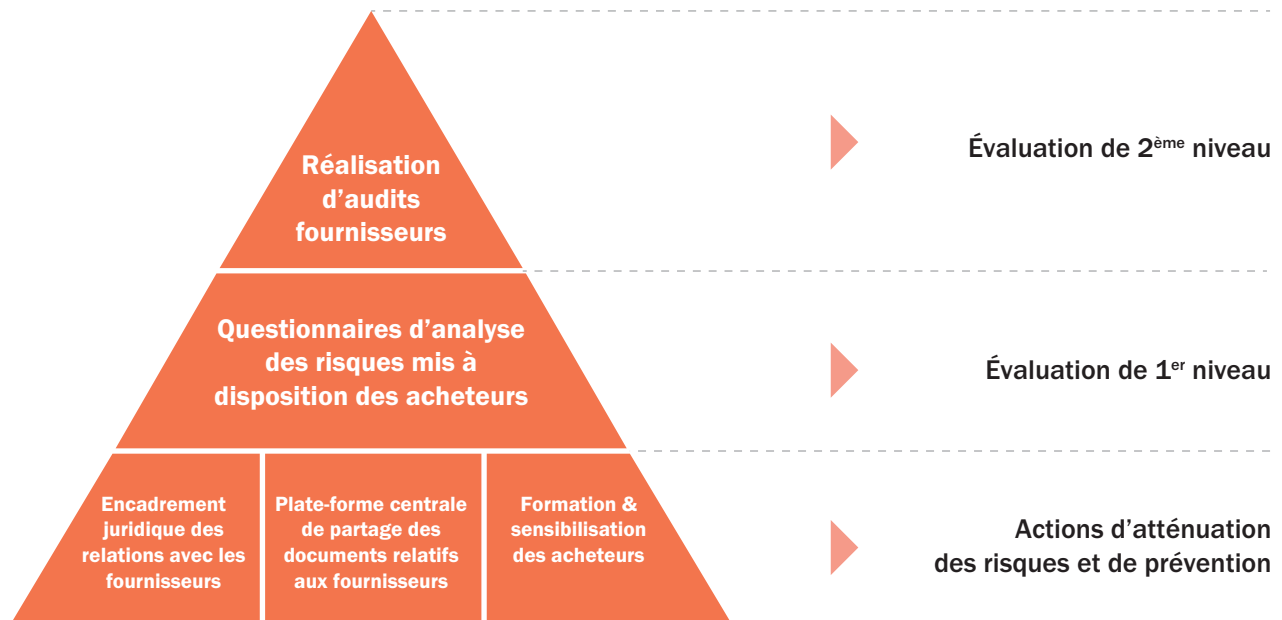 Réalisation
d’audits
fournisseurs
Évaluation de 2ème niveau
Questionnaires d’analyse
des risques mis à
disposition des acheteurs
Évaluation de 1er niveau
Encadrement
juridique des
relations avec les
fournisseurs
Plate-forme centrale
de partage des
documents relatifs
aux fournisseurs
Formation &
sensibilisation
des acheteurs
Actions d’atténuation
des risques et de prévention